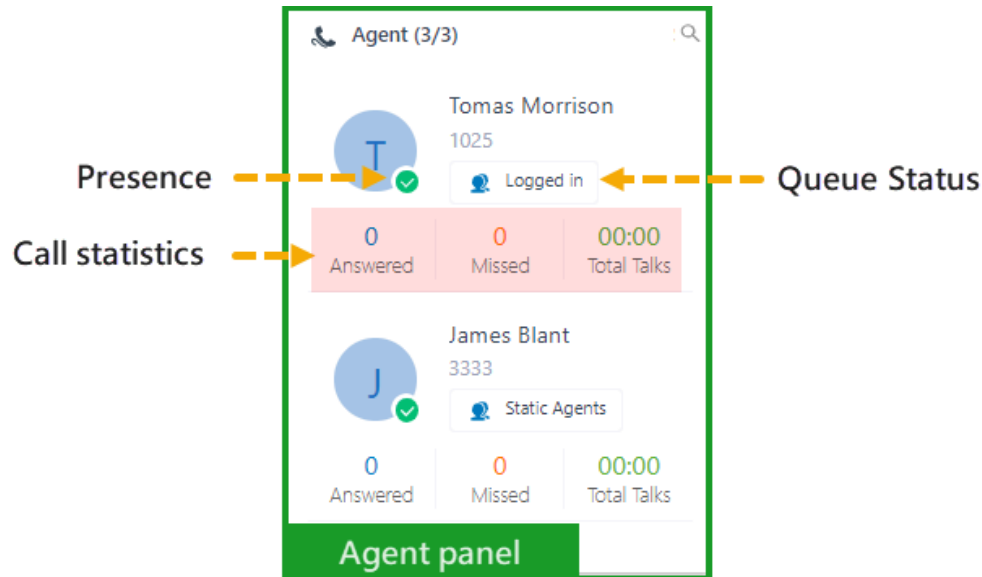 Agent (3/3)
T
Tomas Morrison
1025
Logged in
Presence
Queue Status
Call statistics
0 0 00:00
Answered Missed Total Talks
J
James Blant
3333
Static Agents
0 0 00:00
Answered Missed Total Talks
Agent panel